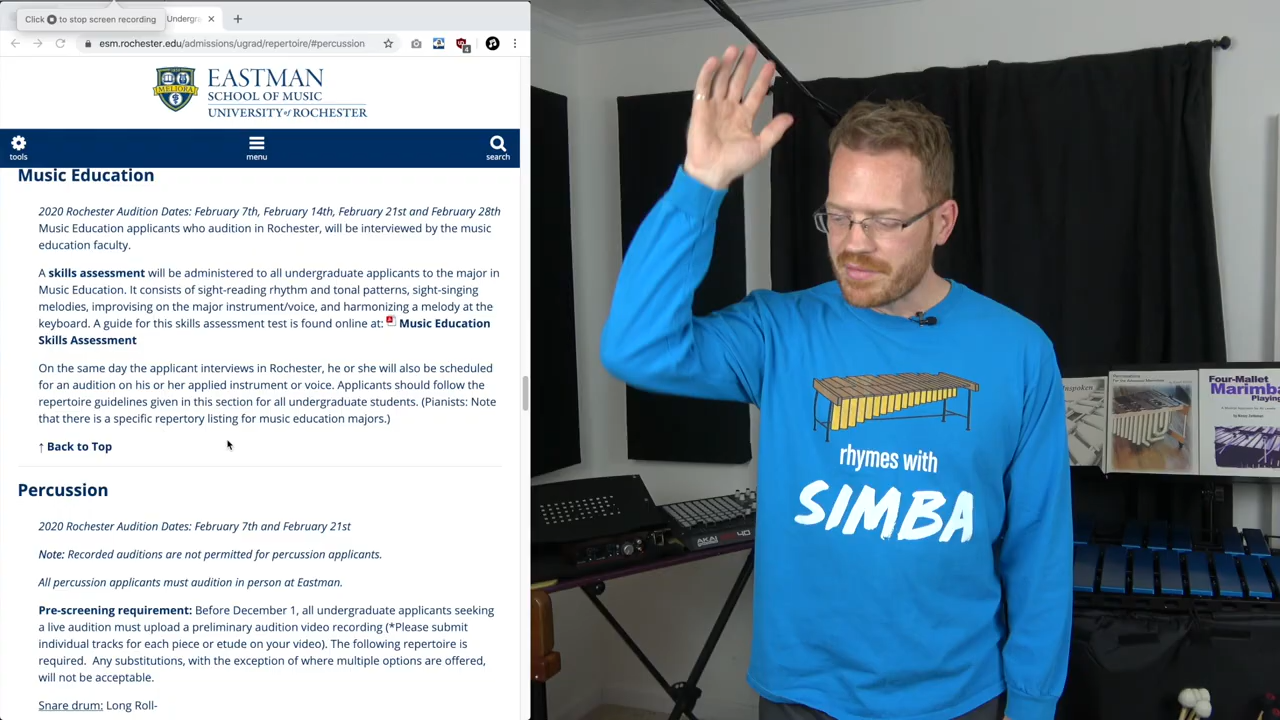 Click to stop screen recording
Undergr
esm.rochester.edu/admissions/ugrad/repertoire/#percussion
4
MELIORA
EASTMAN
SCHOOL OF MUSIC
UNIVERSITY of ROCHESTER
tools
menu
search
Music Education
2020 Rochester Audition Dates: February 7th, February 14th, February 21st and February 28th
Music Education applicants who audition in Rochester, will be interviewed by the music
education faculty.
A skills assessment will be administered to all undergraduate applicants to the major in
Music Education. It consists of sight-reading rhythm and tonal patterns, sight-singing
melodies, improvising on the major instrument/voice, and harmonizing a melody at the
keyboard. A guide for this skills assessment test is found online at: Music Education
Skills Assessment
On the same day the applicant interviews in Rochester, he or she will also be scheduled
for an audition on his or her applied instrument or voice. Applicants should follow the
repertoire guidelines given in this section for all undergraduate students. (Pianists: Note
that there is a specific repertory listing for music education majors.)
↑ Back to Top
Percussion
2020 Rochester Audition Dates: February 7th and February 21st
Note: Recorded auditions are not permitted for percussion applicants.
All percussion applicants must audition in person at Eastman.
Pre-screening requirement: Before December 1, all undergraduate applicants seeking
a live audition must upload a preliminary audition video recording (*Please submit
individual tracks for each piece or etude on your video). The following repertoire is
required. Any substitutions, with the exception of where multiple options are offered,
will not be acceptable.
Snare drum: Long Roll-
rhymes with
SIMBA
AKAI
40
Four-Mallet
Marimba
Playing